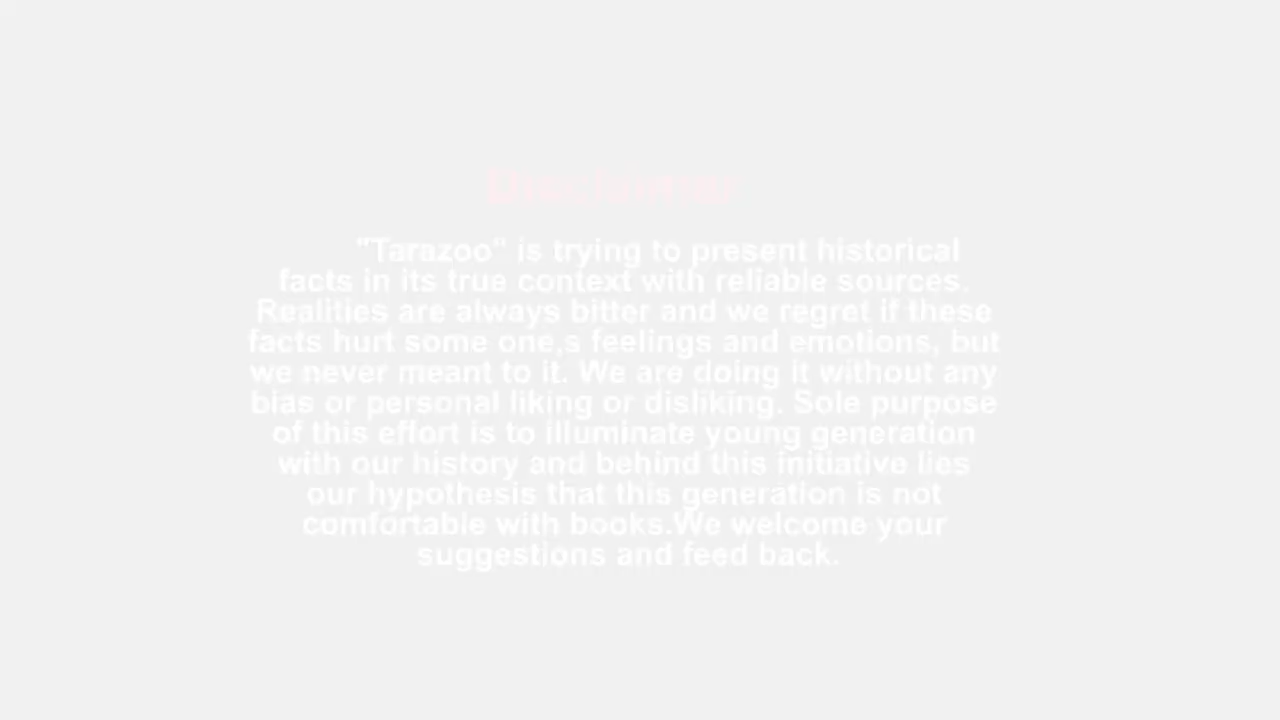 Disclaimer
"Tarazoo" is trying to present historical
facts in its true context with reliable sources.
Realities are always bitter and we regret if these
facts hurt some one,s feelings and emotions, but
we never meant to it. We are doing it without any
bias or personal liking or disliking. Sole purpose
of this effort is to illuminate young generation
with our history and behind this initiative lies
our hypothesis that this generation is not
comfortable with books.We welcome your
suggestions and feed back.